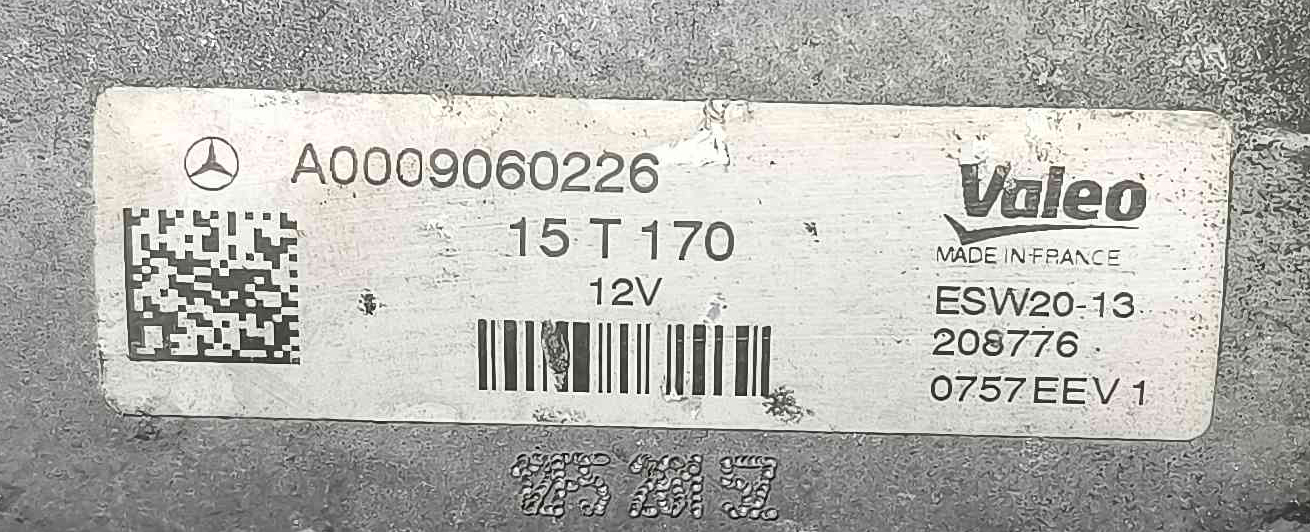 A0009060226
15 T 170
12V
Valeo
MADE IN FRANCE
ESW20-13
208776
0757EEV 1